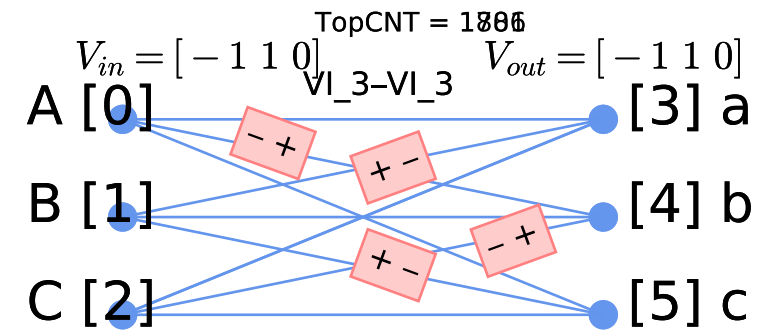 TopCNT =
V_in = [ − 1 1 0] V_out = [ − 1 1 0]
VI_3–VI_3
A [0] [3] a
− +
+ −
B [1] [4] b
− +
+ −
C [2] [5] c